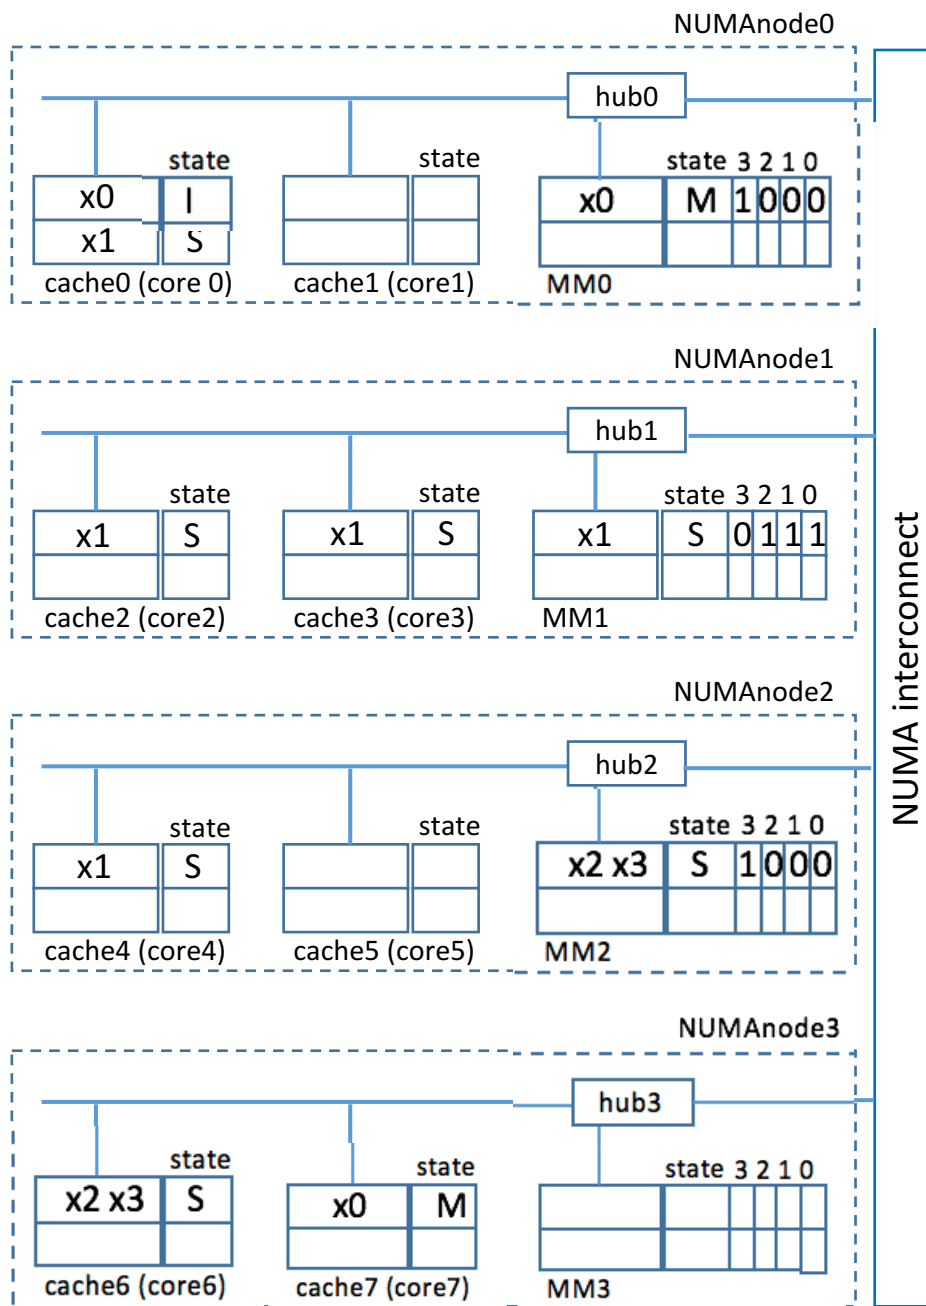 NUMAnode0
hub0
state
state
state 3 2 1 0
x0 I
x0 M 1 0 0 0
x1 S
cache0 (core 0)
cache1 (core1)
MM0
NUMAnode1
hub1
state
state
state 3 2 1 0
x1 S
x1 S
x1 S 0 1 1 1
cache2 (core2)
cache3 (core3)
MM1
NUMAnode2
hub2
state
state
state 3 2 1 0
x1 S
x2 x3 S 1 0 0 0
cache4 (core4)
cache5 (core5)
MM2
NUMAnode3
hub3
state
state
state 3 2 1 0
x2 x3 S
x0 M
cache6 (core6)
cache7 (core7)
MM3
NUMA interconnect